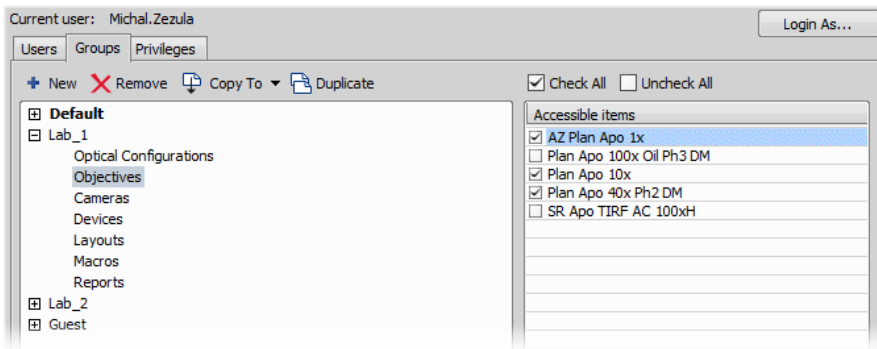 Current user: Michal.Zezula
Login As...
Users Groups Privileges
New Remove Copy To Duplicate
Check All Uncheck All
Default
Lab_1
Optical Configurations
Objectives
Cameras
Devices
Layouts
Macros
Reports
Lab_2
Guest
Accessible items
AZ Plan Apo 1x
Plan Apo 100x Oil Ph3 DM
Plan Apo 10x
Plan Apo 40x Ph2 DM
SR Apo TIRF AC 100xH